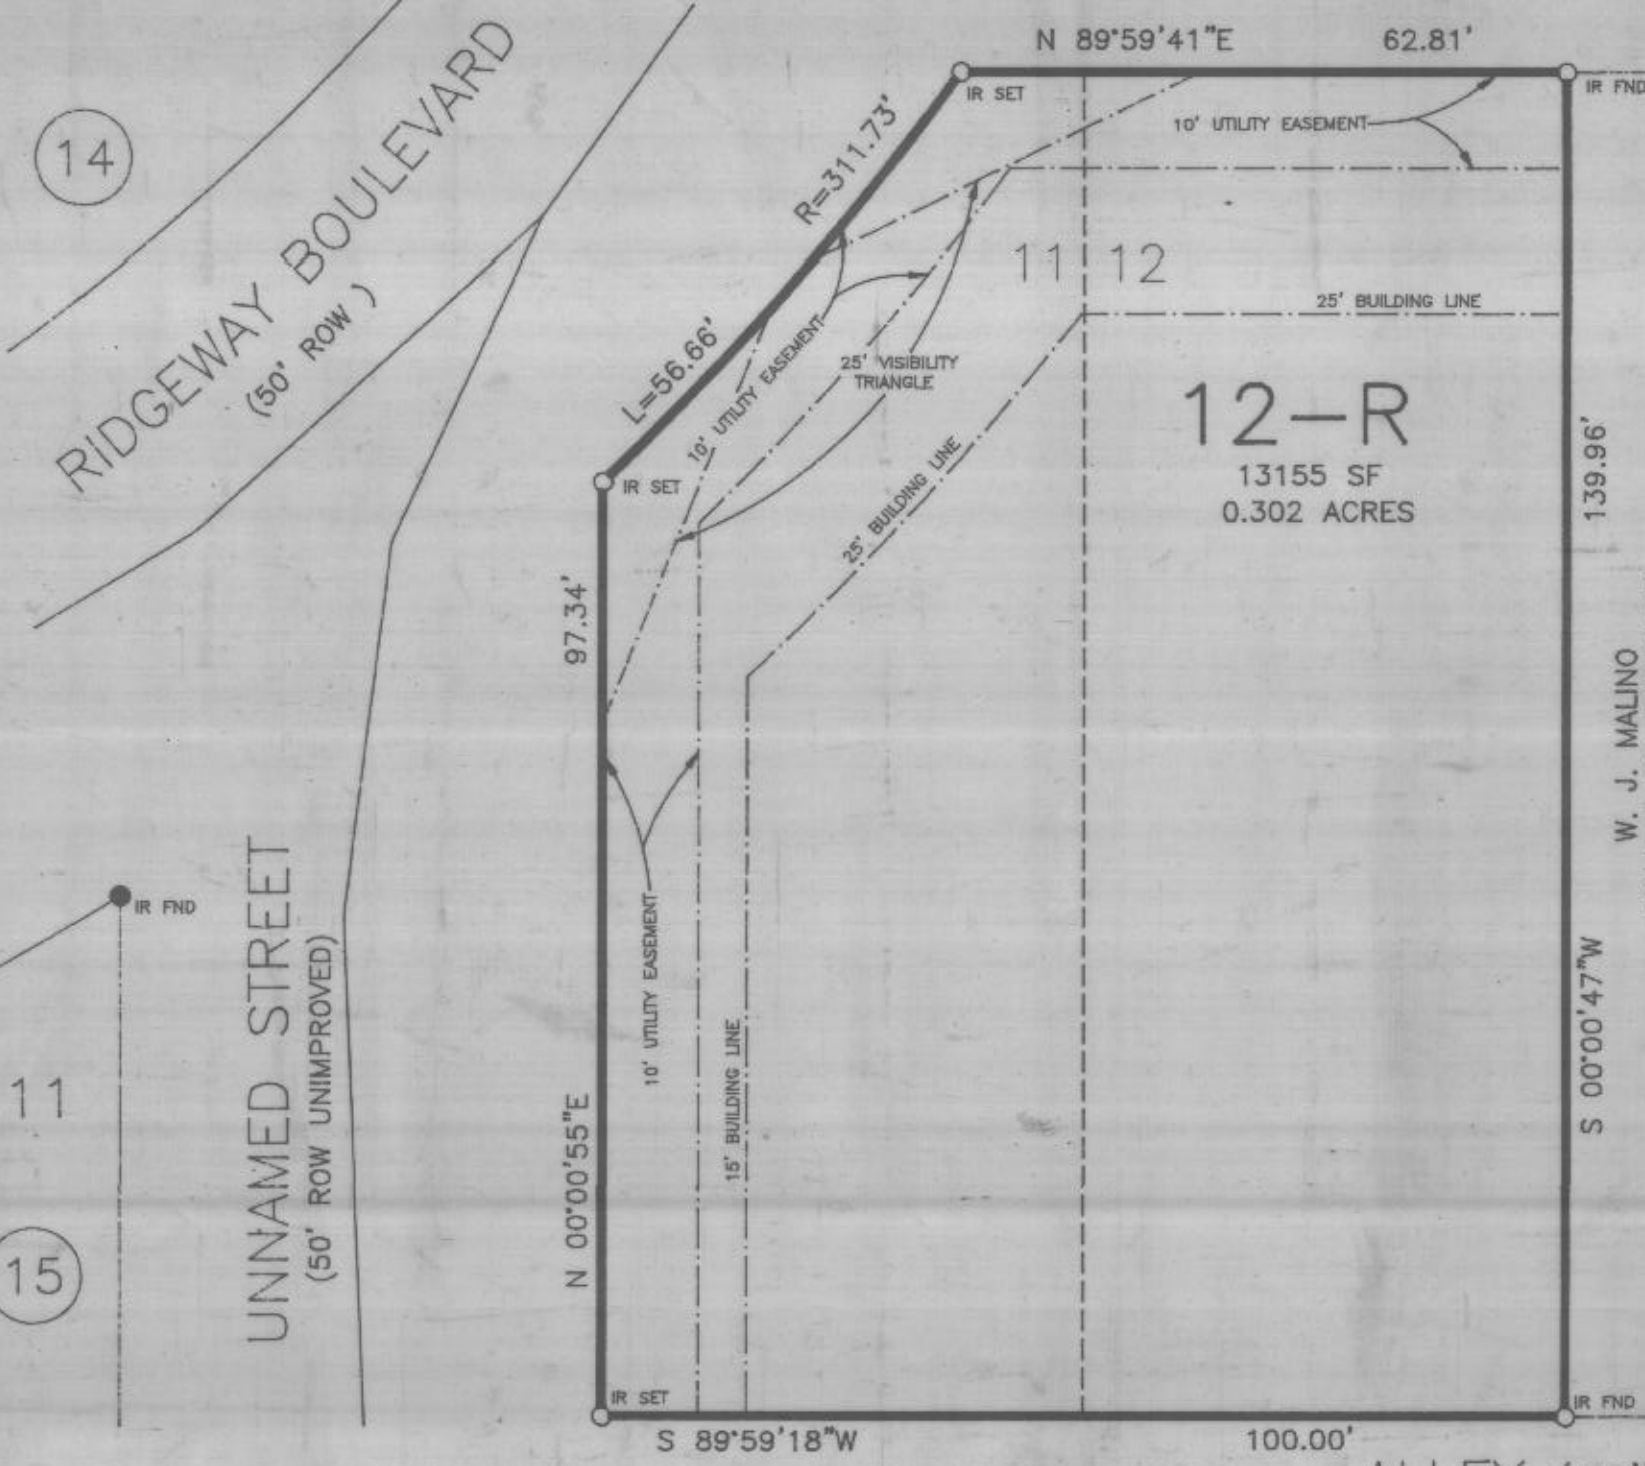 N 89°59'41"E 62.81'
IR SET
IR FND
10' UTILITY EASEMENT
14
RIDGEWAY BOULEVARD
(50' ROW )
R=311.73'
L=56.66'
11
12
25' BUILDING LINE
10' UTILITY EASEMENT
25' VISIBILITY
TRIANGLE
25' BUILDING LINE
12-R
13155 SF
0.302 ACRES
IR SET
139.96'
97.34'
W. J. MALINO
IR FND
UNNAMED STREET
(50' ROW UNIMPROVED)
10' UTILITY EASEMENT
15' BUILDING LINE
S 00°00'47"W
N 00°00'55"E
11
15
IR SET
IR FND
S 89°59'18"W 100.00'